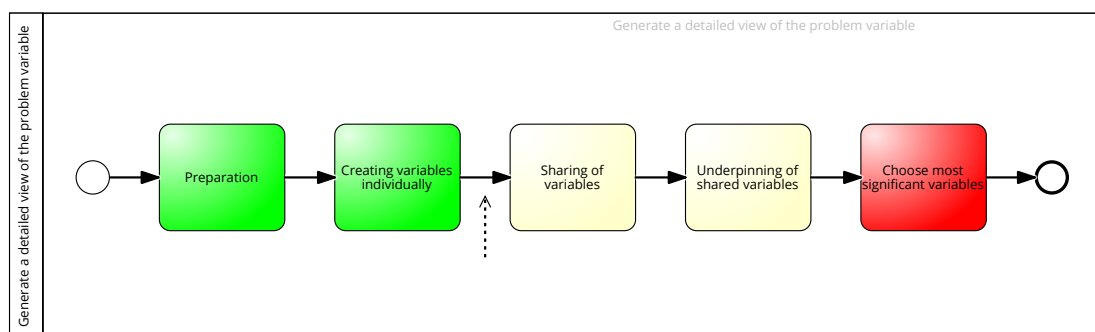 Generate a detailed view of the problem variable
Generate a detailed view of the problem variable
Preparation
Creating variables
individually
Sharing of
variables
Underpinning of
shared variables
Choose most
significant variables